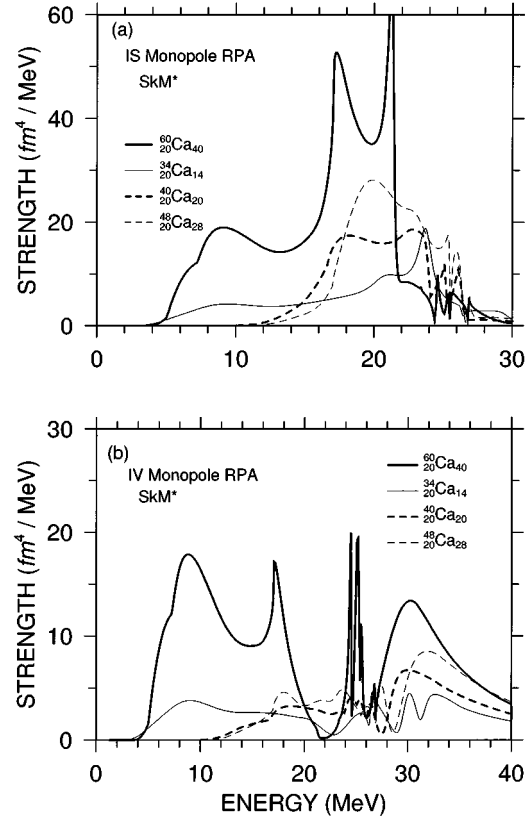 (a)
IS Monopole RPA
SkM*
⁶⁰₂₀Ca₄₀
³⁴₂₀Ca₁₄
⁴⁰₂₀Ca₂₀
⁴⁸₂₀Ca₂₈
STRENGTH (fm⁴ / MeV)
60
40
20
0
0 10 20 30
(b)
IV Monopole RPA
SkM*
⁶⁰₂₀Ca₄₀
³⁴₂₀Ca₁₄
⁴⁰₂₀Ca₂₀
⁴⁸₂₀Ca₂₈
STRENGTH (fm⁴ / MeV)
30
20
10
0
0 10 20 30 40
ENERGY (MeV)